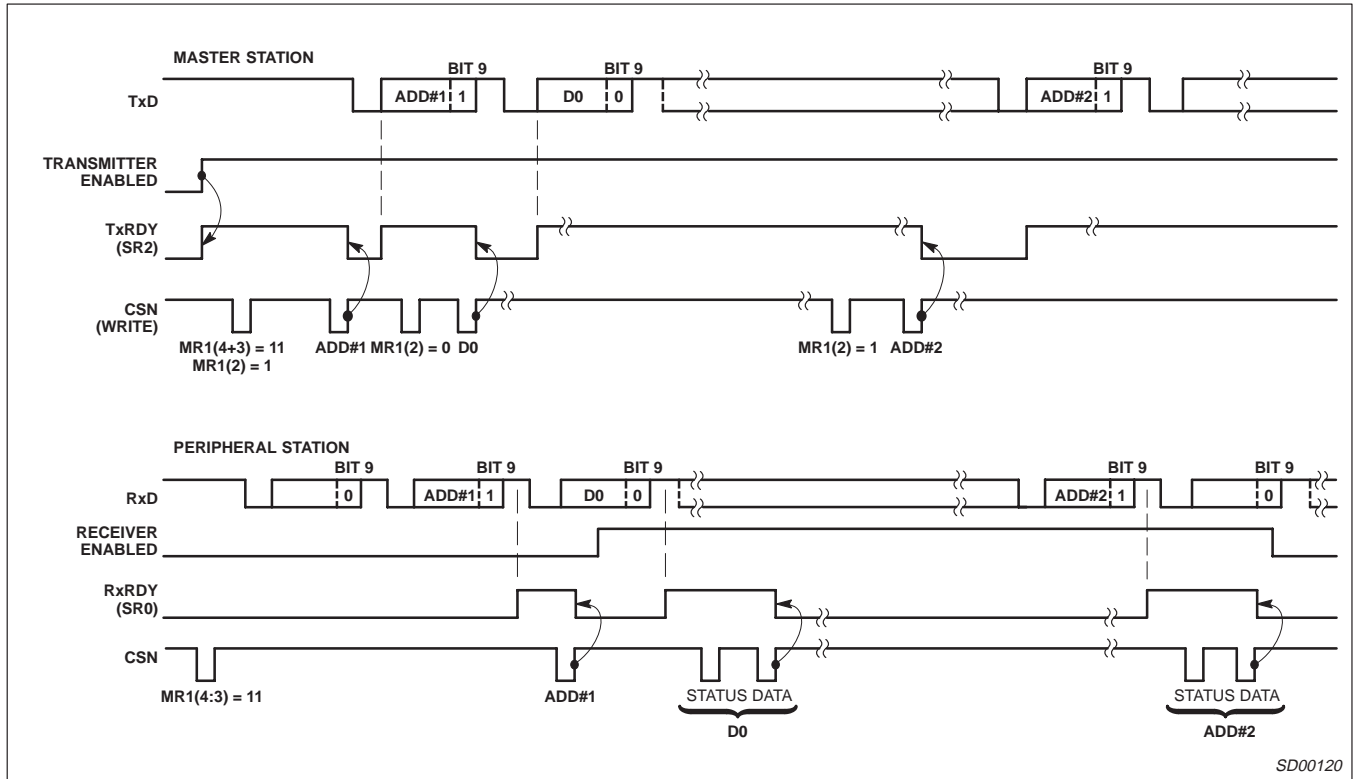 MASTER STATION
BIT 9 BIT 9 BIT 9
TxD ADD#1 1 D0 0 ADD#2 1
TRANSMITTER
ENABLED
TxRDY
(SR2)
CSN
(WRITE)
MR1(4+3) = 11 ADD#1 MR1(2) = 0 D0 MR1(2) = 1 ADD#2
MR1(2) = 1
PERIPHERAL STATION
BIT 9 BIT 9 BIT 9 BIT 9 BIT 9
RxD 0 ADD#1 1 D0 0 ADD#2 1 0
RECEIVER
ENABLED
RxRDY
(SR0)
CSN
MR1(4:3) = 11 ADD#1 STATUS DATA STATUS DATA
D0 ADD#2
SD00120